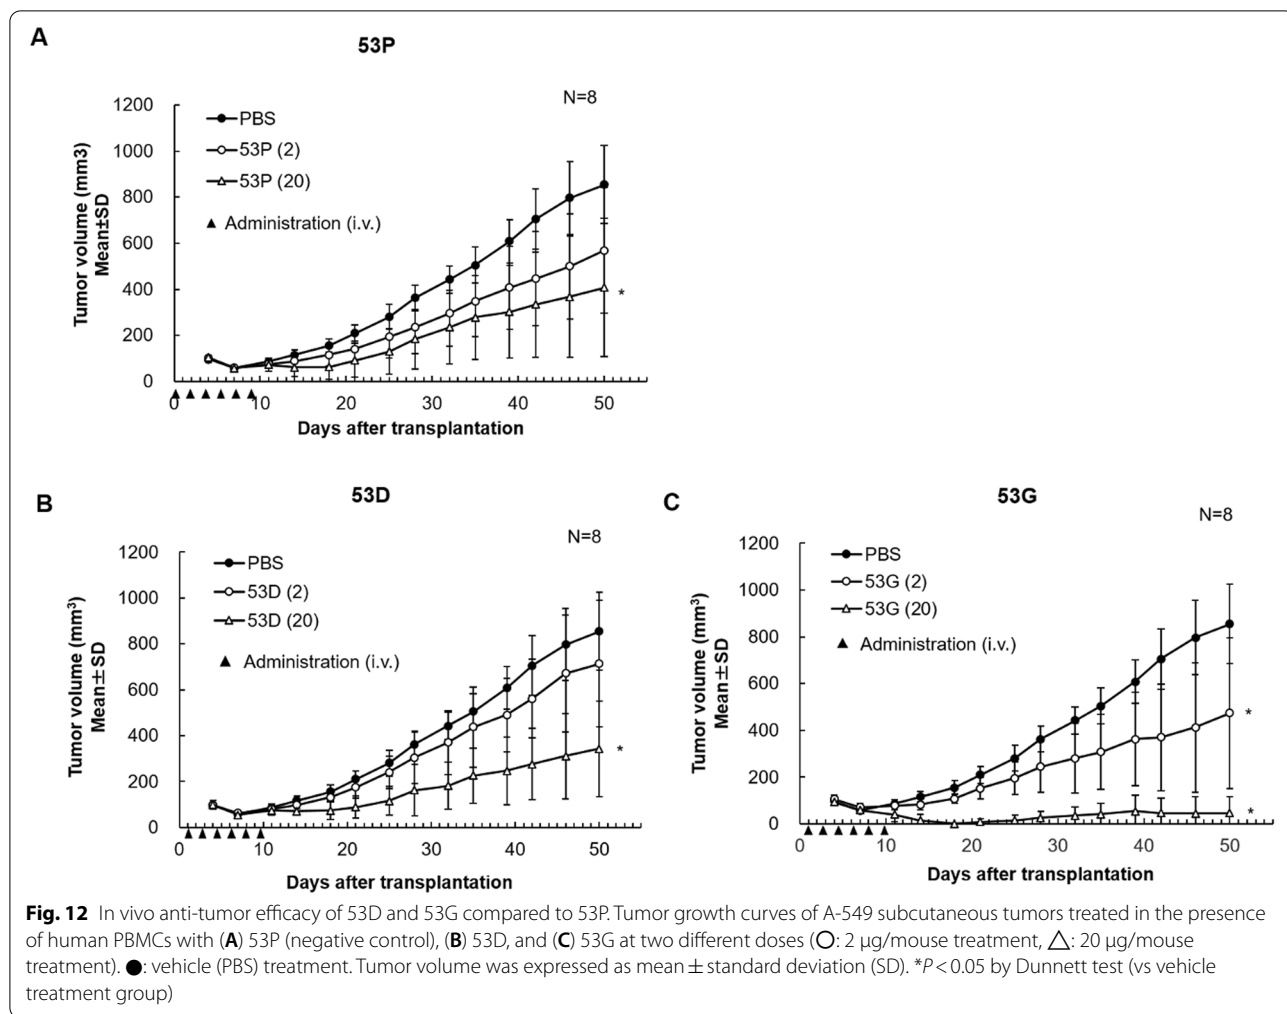 A
53P
N=8
1200
1000
800
600
400
200
0
Tumor volume (mm3)
Mean±SD
PBS
53P (2)
53P (20)
▲ Administration (i.v.)
*
0 10 20 30 40 50
Days after transplantation
B
53D
N=8
1200
1000
800
600
400
200
0
Tumor volume (mm³)
Mean±SD
PBS
53D (2)
53D (20)
▲ Administration (i.v.)
*
0 10 20 30 40 50
Days after transplantation
C
53G
N=8
1200
1000
800
600
400
200
0
Tumor volume (mm³)
Mean±SD
PBS
53G (2)
53G (20)
▲ Administration (i.v.)
*
*
0 10 20 30 40 50
Days after transplantation
Fig. 12 In vivo anti-tumor efficacy of 53D and 53G compared to 53P. Tumor growth curves of A-549 subcutaneous tumors treated in the presence
of human PBMCs with (A) 53P (negative control), (B) 53D, and (C) 53G at two different doses (○: 2 μg/mouse treatment, △: 20 μg/mouse
treatment). ●: vehicle (PBS) treatment. Tumor volume was expressed as mean ± standard deviation (SD). *P < 0.05 by Dunnett test (vs vehicle
treatment group)